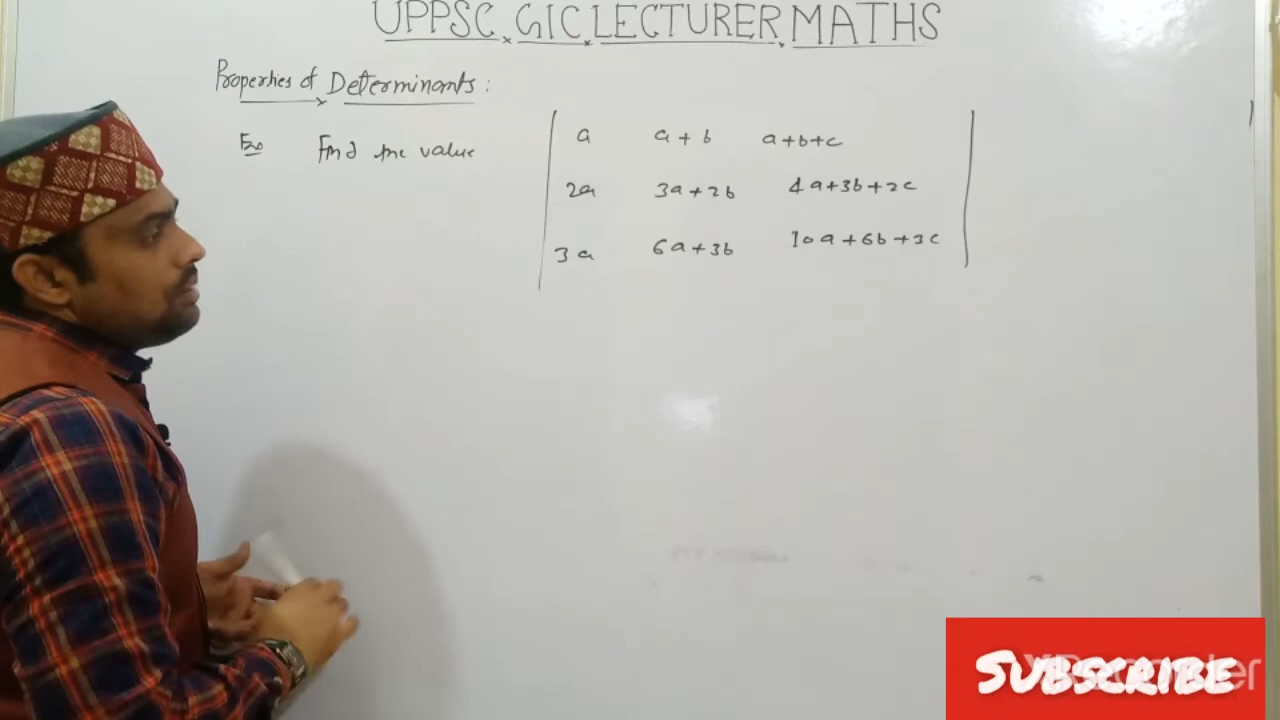 UPPSC GIC LECTURER MATHS
Properties of Determinants :
Exo Find the value
a a+b a+b+c
2a 3a+2b 4a+3b+2c
3a 6a+3b 10a+6b+3c
SUBSCRIBE